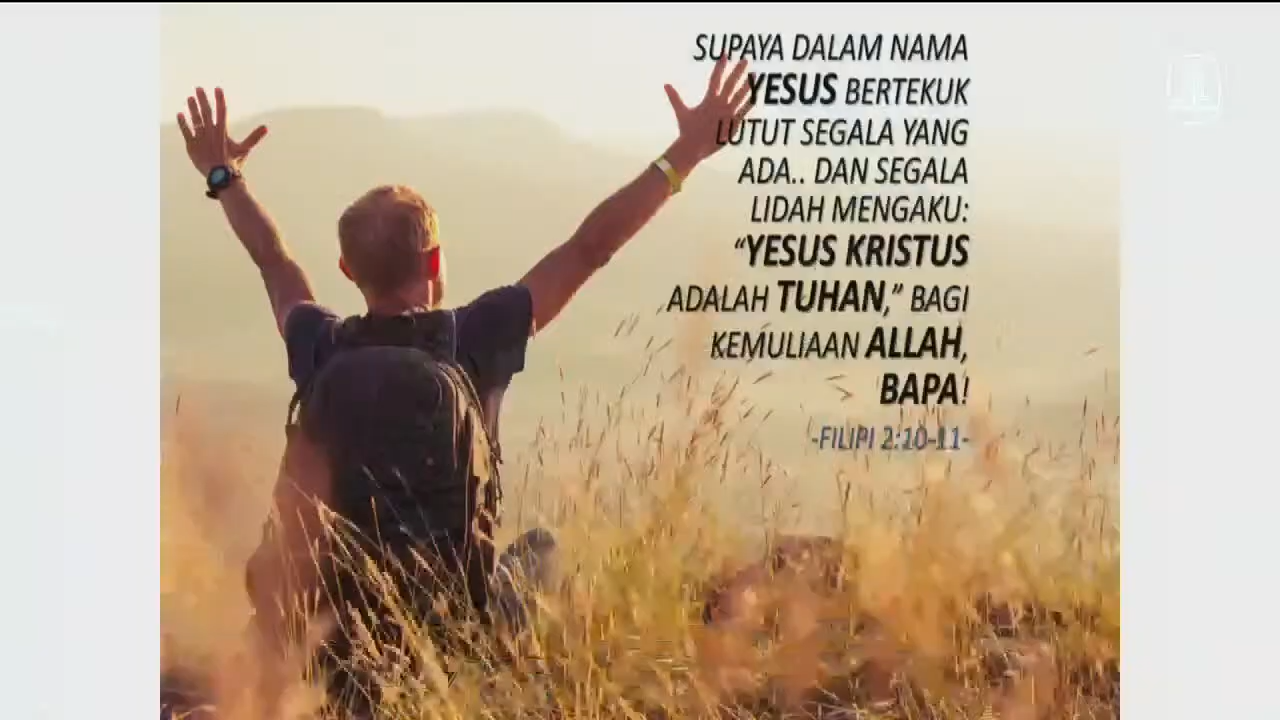 SUPAYA DALAM NAMA
YESUS BERTEKUK
LUTUT SEGALA YANG
ADA.. DAN SEGALA
LIDAH MENGAKU:
“YESUS KRISTUS
ADALAH TUHAN,” BAGI
KEMULIAAN ALLAH,
BAPA!
-FILIPI 2:10-11-